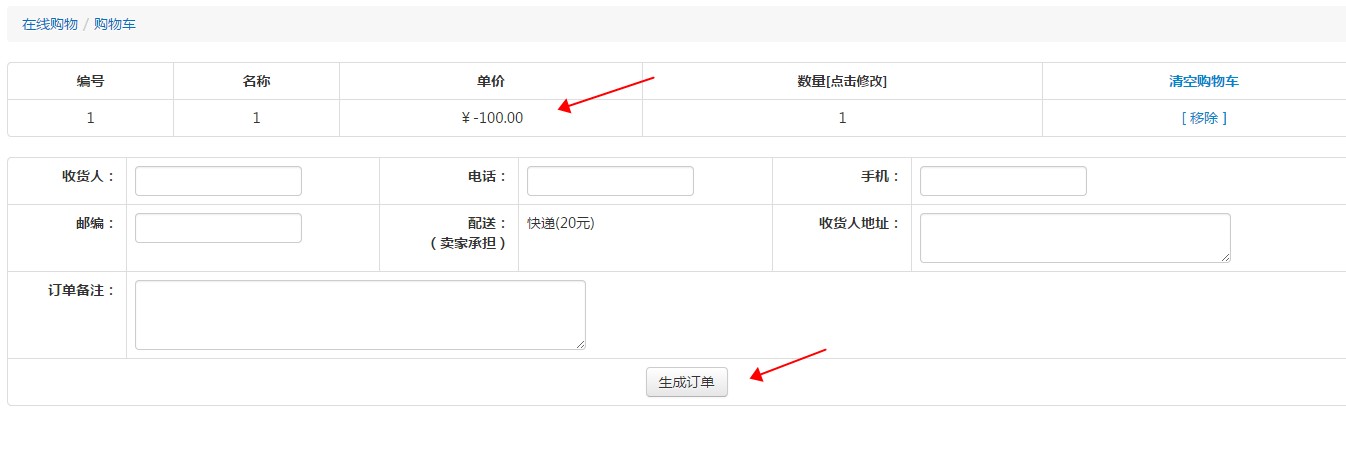 在线购物 / 购物车
编号 名称 单价 数量[点击修改] 清空购物车
1 1 ¥ -100.00 1 [ 移除 ]
收货人： 电话： 手机：
邮编： 配送： 快递(20元) 收货人地址：
（卖家承担）
订单备注：
生成订单